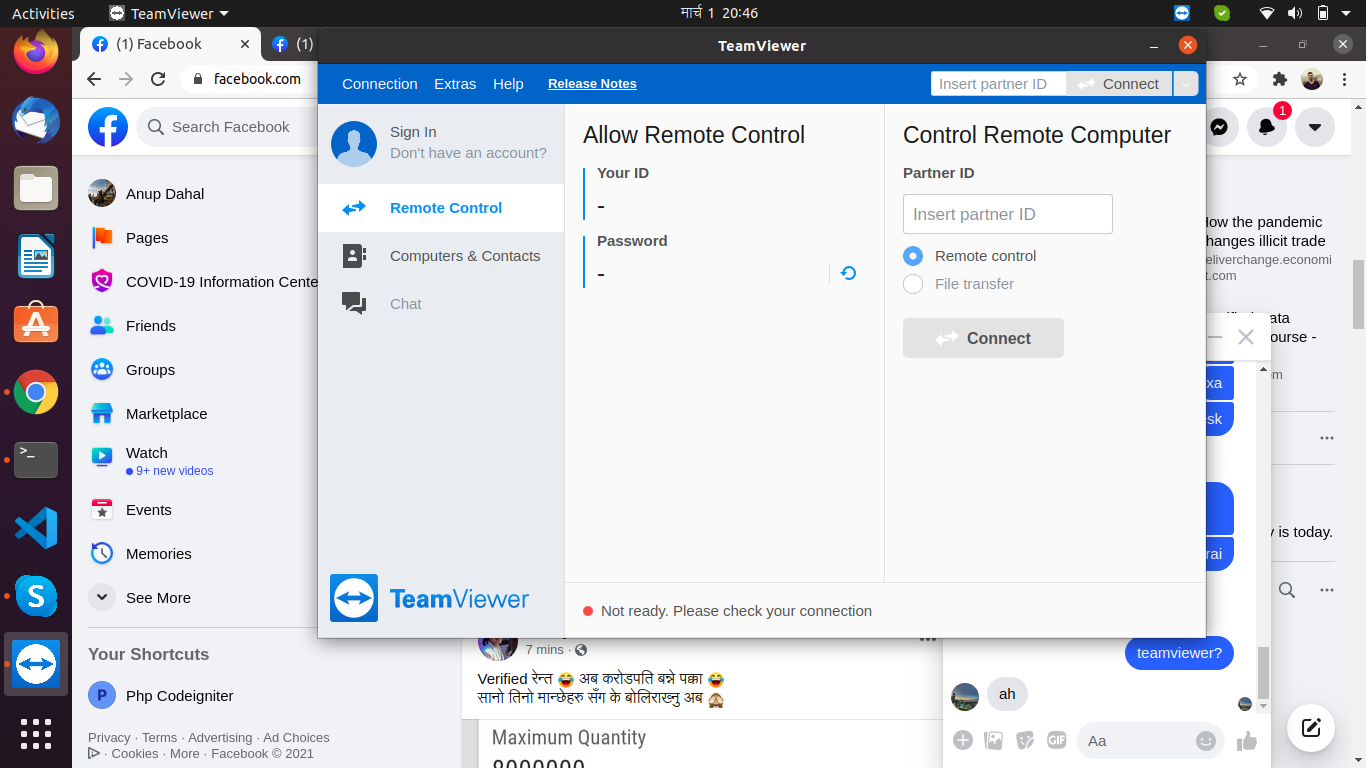 Activities
TeamViewer
मार्च 1 20:46
(1) Facebook
(1)
TeamViewer
facebook.com
Connection
Extras
Help
Release Notes
Insert partner ID
Connect
Search Facebook
1
Anup Dahal
Pages
COVID-19 Information Cente
Friends
Groups
Marketplace
Watch
9+ new videos
Events
Memories
See More
Your Shortcuts
P
Php Codeigniter
Privacy · Terms · Advertising · Ad Choices
· Cookies · More · Facebook © 2021
Sign In
Don't have an account?
Remote Control
Computers & Contacts
Chat
TeamViewer
Allow Remote Control
Your ID
-
Password
-
Control Remote Computer
Partner ID
Insert partner ID
Remote control
File transfer
Connect
Not ready. Please check your connection
How the pandemic
changes illicit trade
deliverchange.economi
t.com
ata
ourse -
om
y is today.
7 mins ·
Verified रेन्त 😂 अब करोडपति बन्ने पक्का 😂
सानो तिनो मान्छेहरु सँग के बोलिराख्नु अब 🙈
Maximum Quantity
8000000
xa
sk
rai
teamviewer?
ah
GIF
Aa